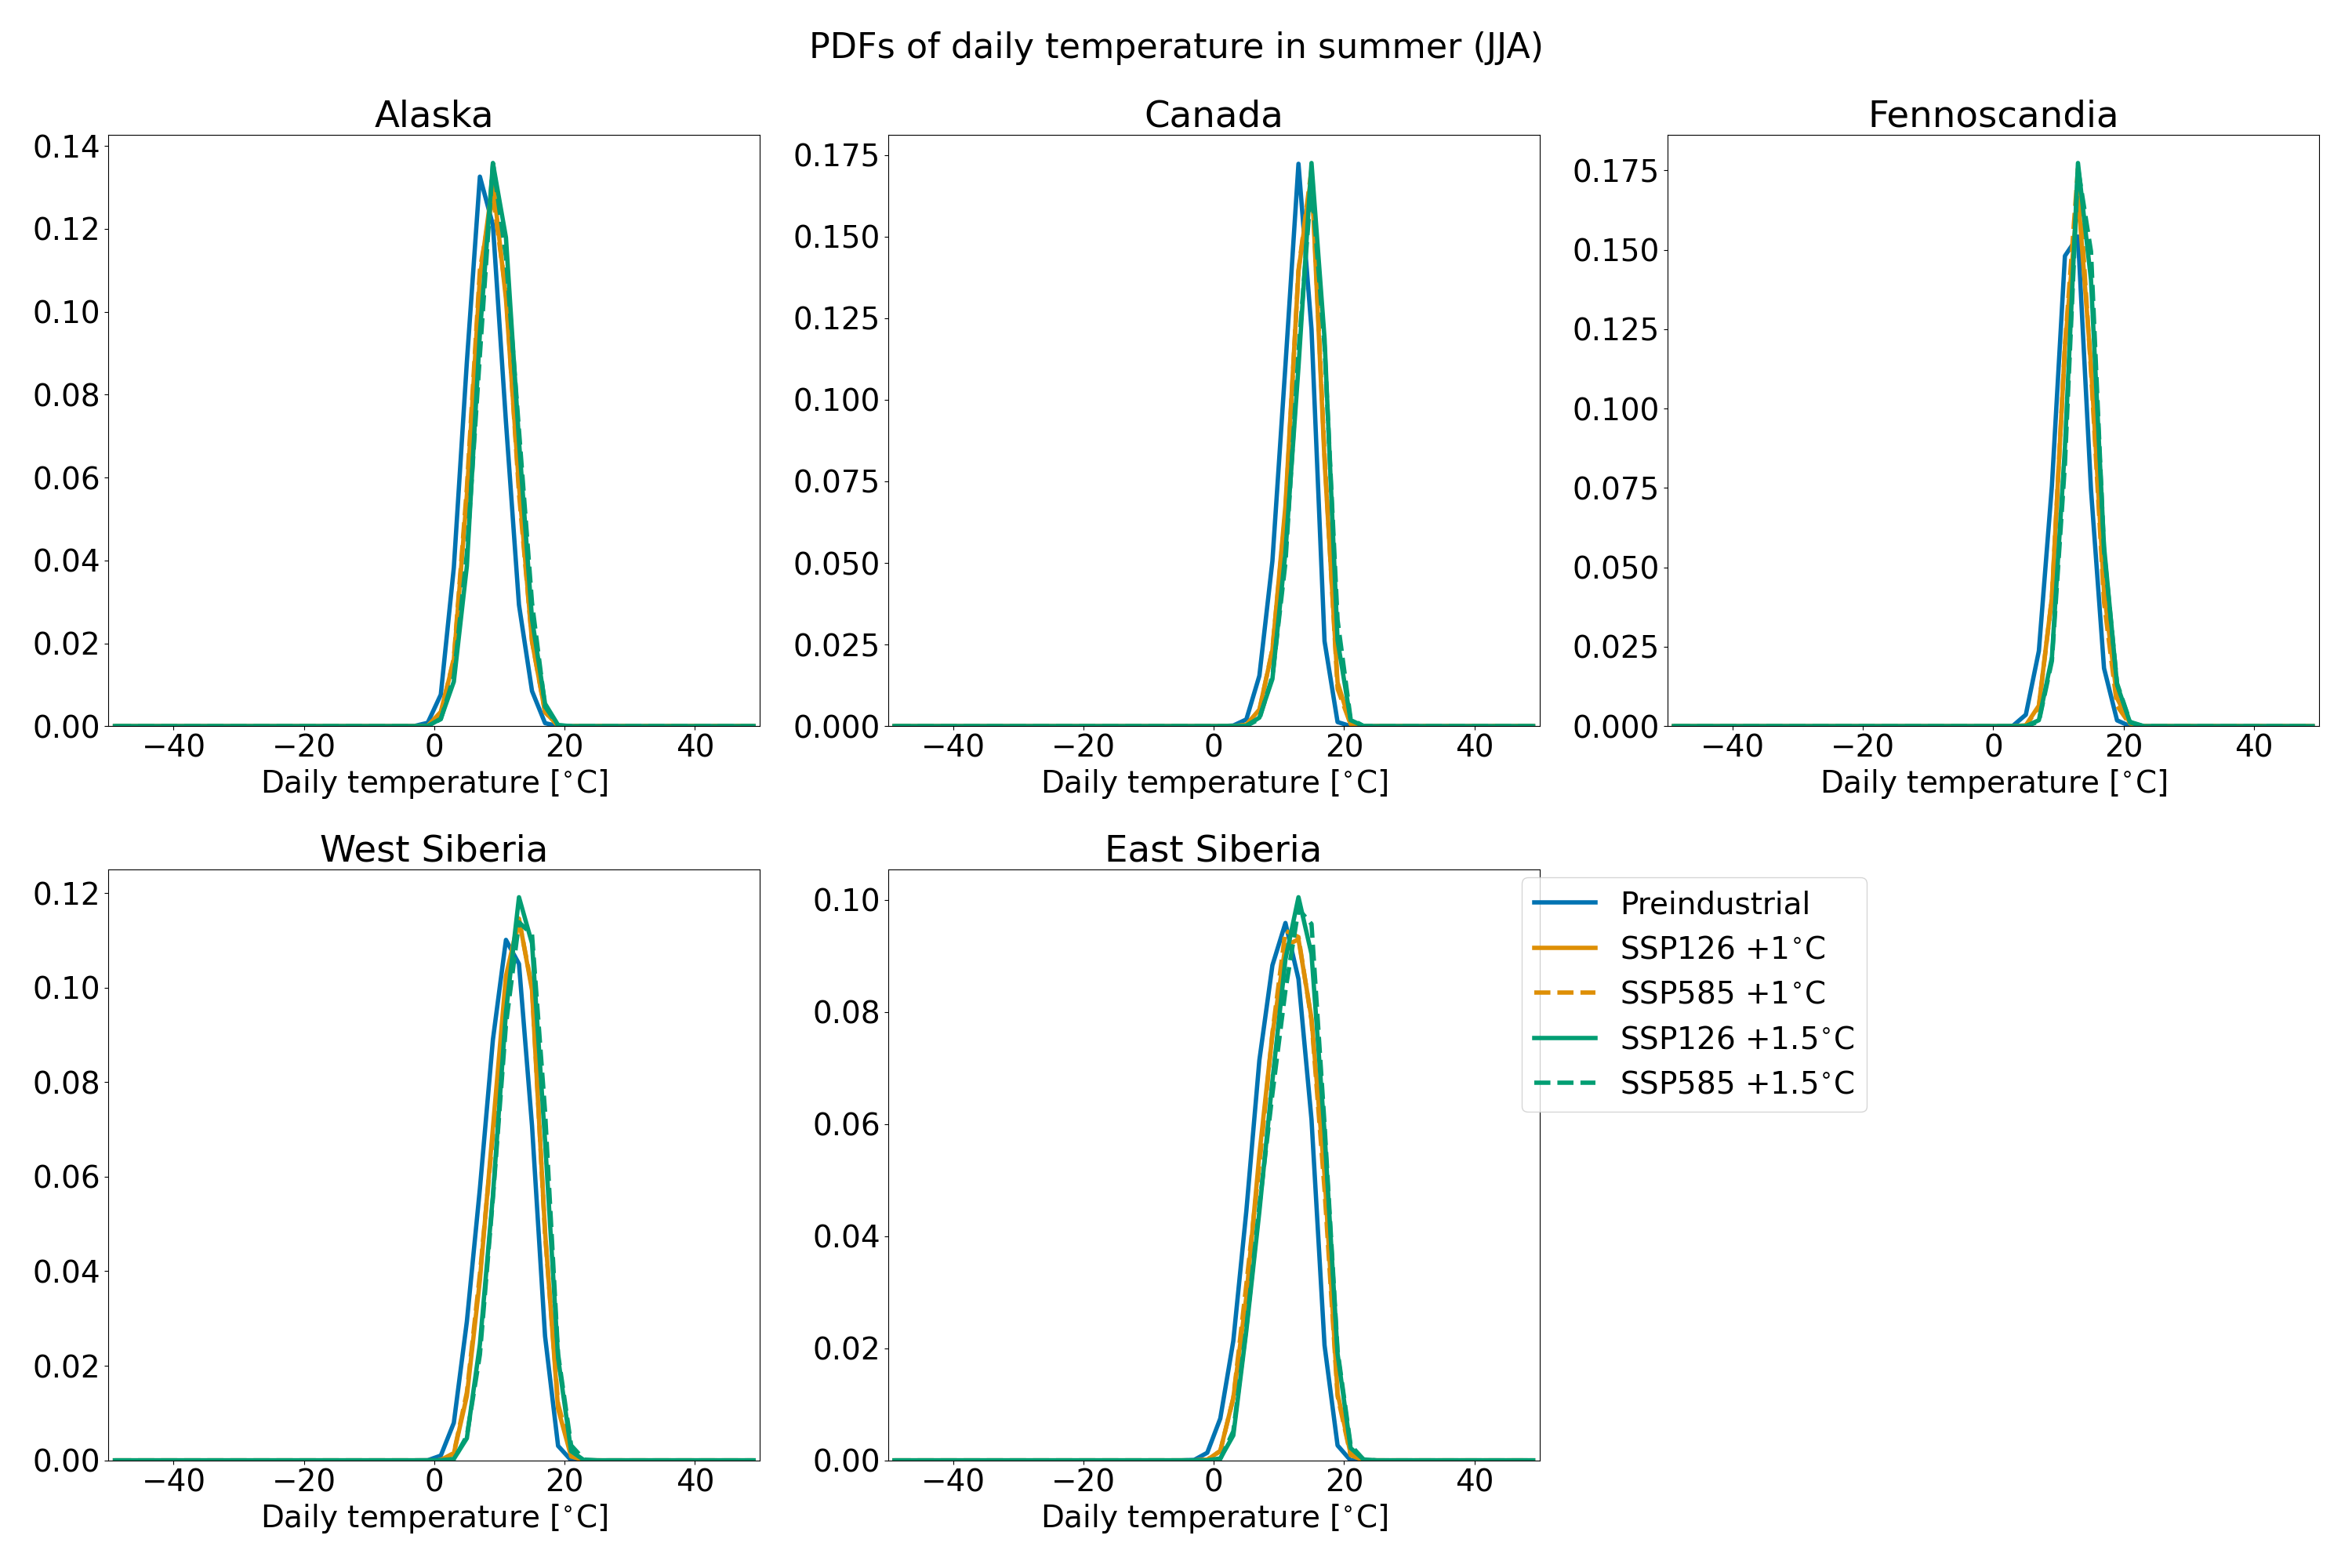 PDFs of daily temperature in summer (JJA)
Alaska
0.14
0.12
0.10
0.08
0.06
0.04
0.02
0.00
−40 −20 0 20 40
Daily temperature [°C]
Canada
0.175
0.150
0.125
0.100
0.075
0.050
0.025
0.000
−40 −20 0 20 40
Daily temperature [°C]
Fennoscandia
0.175
0.150
0.125
0.100
0.075
0.050
0.025
0.000
−40 −20 0 20 40
Daily temperature [°C]
West Siberia
0.12
0.10
0.08
0.06
0.04
0.02
0.00
−40 −20 0 20 40
Daily temperature [°C]
East Siberia
0.10
0.08
0.06
0.04
0.02
0.00
−40 −20 0 20 40
Daily temperature [°C]
Preindustrial
SSP126 +1°C
SSP585 +1°C
SSP126 +1.5°C
SSP585 +1.5°C